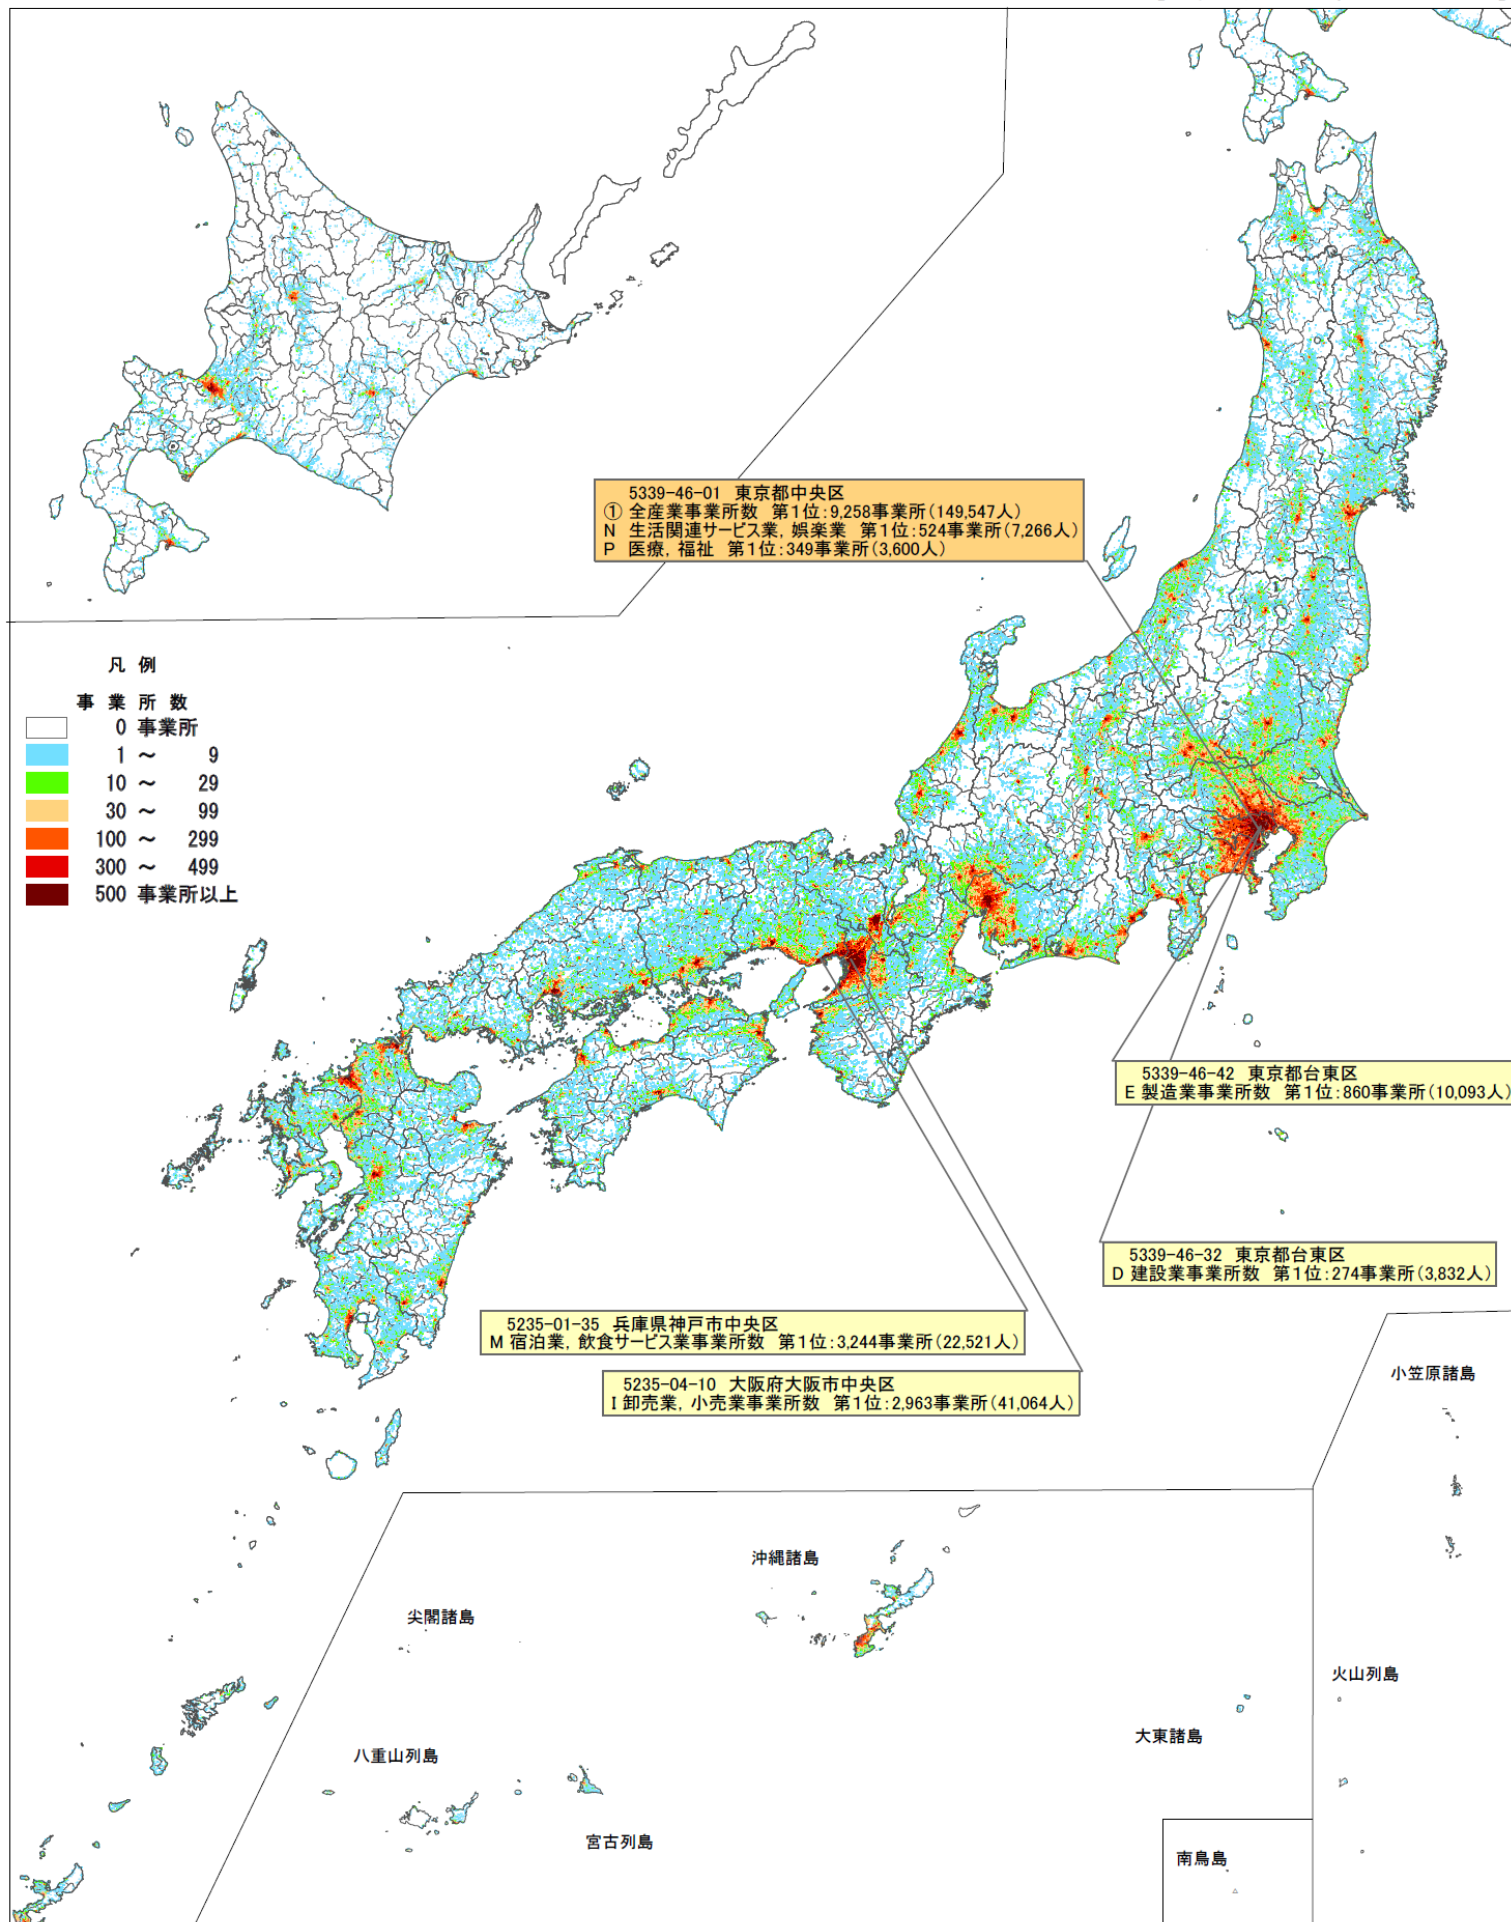 5339-46-01 東京都中央区
① 全産業事業所数 第1位:9,258事業所(149,547人)
N 生活関連サービス業, 娯楽業 第1位:524事業所(7,266人)
P 医療, 福祉 第1位:349事業所(3,600人)
凡 例
事 業 所 数
0 事業所
1 ～ 9
10 ～ 29
30 ～ 99
100 ～ 299
300 ～ 499
500 事業所以上
5339-46-42 東京都台東区
E 製造業事業所数 第1位:860事業所(10,093人)
5339-46-32 東京都台東区
D 建設業事業所数 第1位:274事業所(3,832人)
5235-01-35 兵庫県神戸市中央区
M 宿泊業, 飲食サービス業事業所数 第1位:3,244事業所(22,521人)
5235-04-10 大阪府大阪市中央区
I 卸売業, 小売業事業所数 第1位:2,963事業所(41,064人)
小笠原諸島
沖縄諸島
尖閣諸島
火山列島
大東諸島
八重山列島
宮古列島
南鳥島